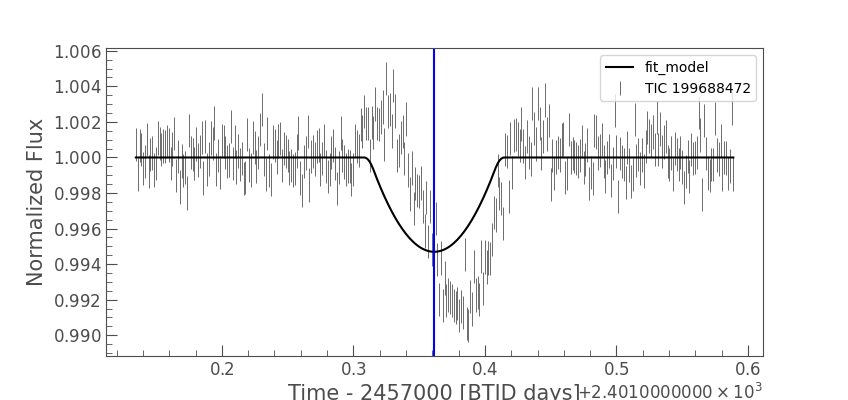 1.006
1.004
1.002
1.000
0.998
0.996
0.994
0.992
0.990
Normalized Flux
fit_model
TIC 199688472
0.2
0.3
0.4
0.5
0.6
Time - 2457000 [BTJD days]
+2.4010000000 × 10³